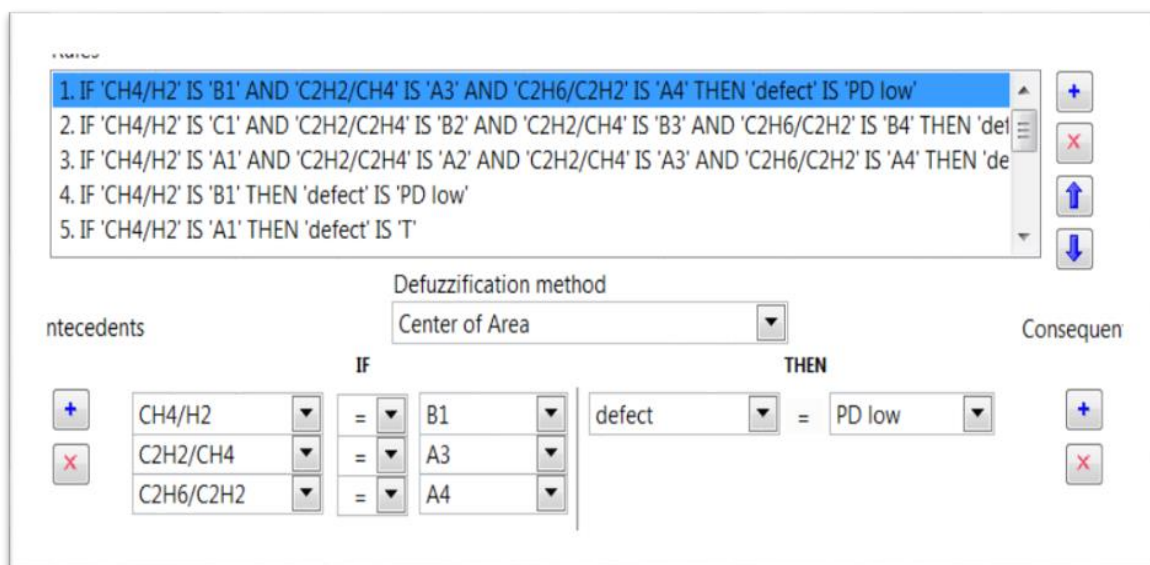 1. IF 'CH4/H2' IS 'B1' AND 'C2H2/CH4' IS 'A3' AND 'C2H6/C2H2' IS 'A4' THEN 'defect' IS 'PD low'
2. IF 'CH4/H2' IS 'C1' AND 'C2H2/C2H4' IS 'B2' AND 'C2H2/CH4' IS 'B3' AND 'C2H6/C2H2' IS 'B4' THEN 'def
3. IF 'CH4/H2' IS 'A1' AND 'C2H2/C2H4' IS 'A2' AND 'C2H2/CH4' IS 'A3' AND 'C2H6/C2H2' IS 'A4' THEN 'de
4. IF 'CH4/H2' IS 'B1' THEN 'defect' IS 'PD low'
5. IF 'CH4/H2' IS 'A1' THEN 'defect' IS 'T'
Defuzzification method
ntecedents Center of Area Consequen
IF THEN
CH4/H2 = B1 defect = PD low
C2H2/CH4 = A3
C2H6/C2H2 = A4